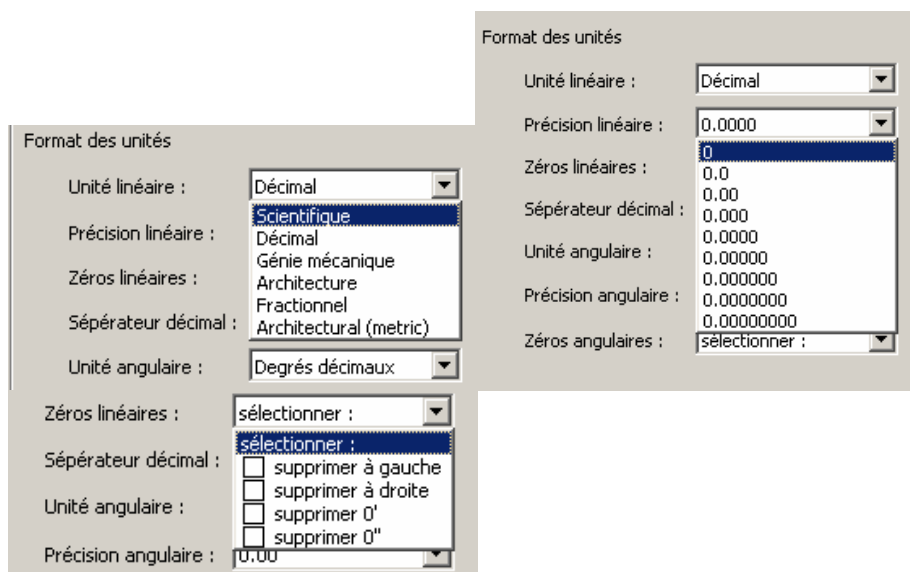 Format des unités
Unité linéaire : Décimal
Précision linéaire : 0.0000
Zéros linéaires : 0
0.0
0.00
Sépérateur décimal : 0.000
0.0000
Unité angulaire : 0.00000
0.000000
Précision angulaire : 0.0000000
0.00000000
Zéros angulaires : sélectionner :
Format des unités
Unité linéaire : Décimal
Scientifique
Précision linéaire : Décimal
Génie mécanique
Zéros linéaires : Architecture
Fractionnel
Sépérateur décimal : Architectural (metric)
Unité angulaire : Degrés décimaux
Zéros linéaires : sélectionner :
sélectionner :
Sépérateur décimal : supprimer à gauche
supprimer à droite
Unité angulaire : supprimer 0'
supprimer 0"
Précision angulaire : 0.00